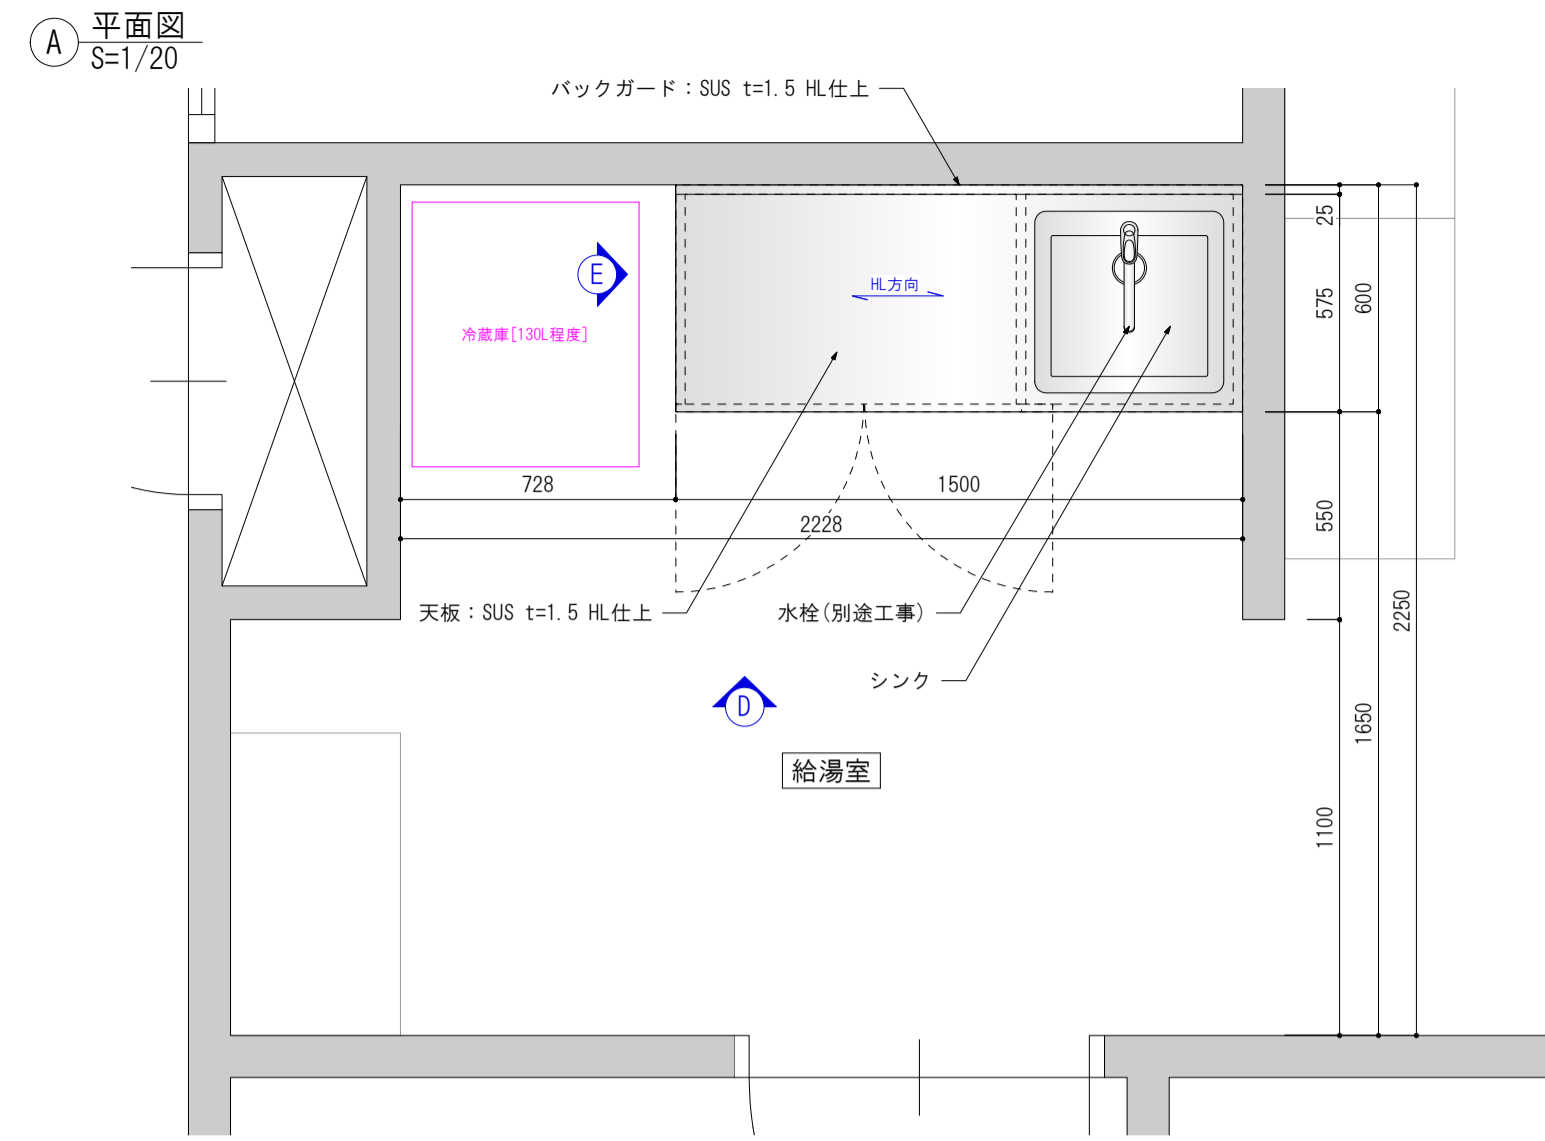 A 平面図
S=1/20
バックガード：SUS t=1.5 HL仕上
E
冷蔵庫[130L程度]
HL方向
25
575
600
728
1500
550
2228
2250
天板：SUS t=1.5 HL仕上
水栓(別途工事)
シンク
D
1650
給湯室
1100